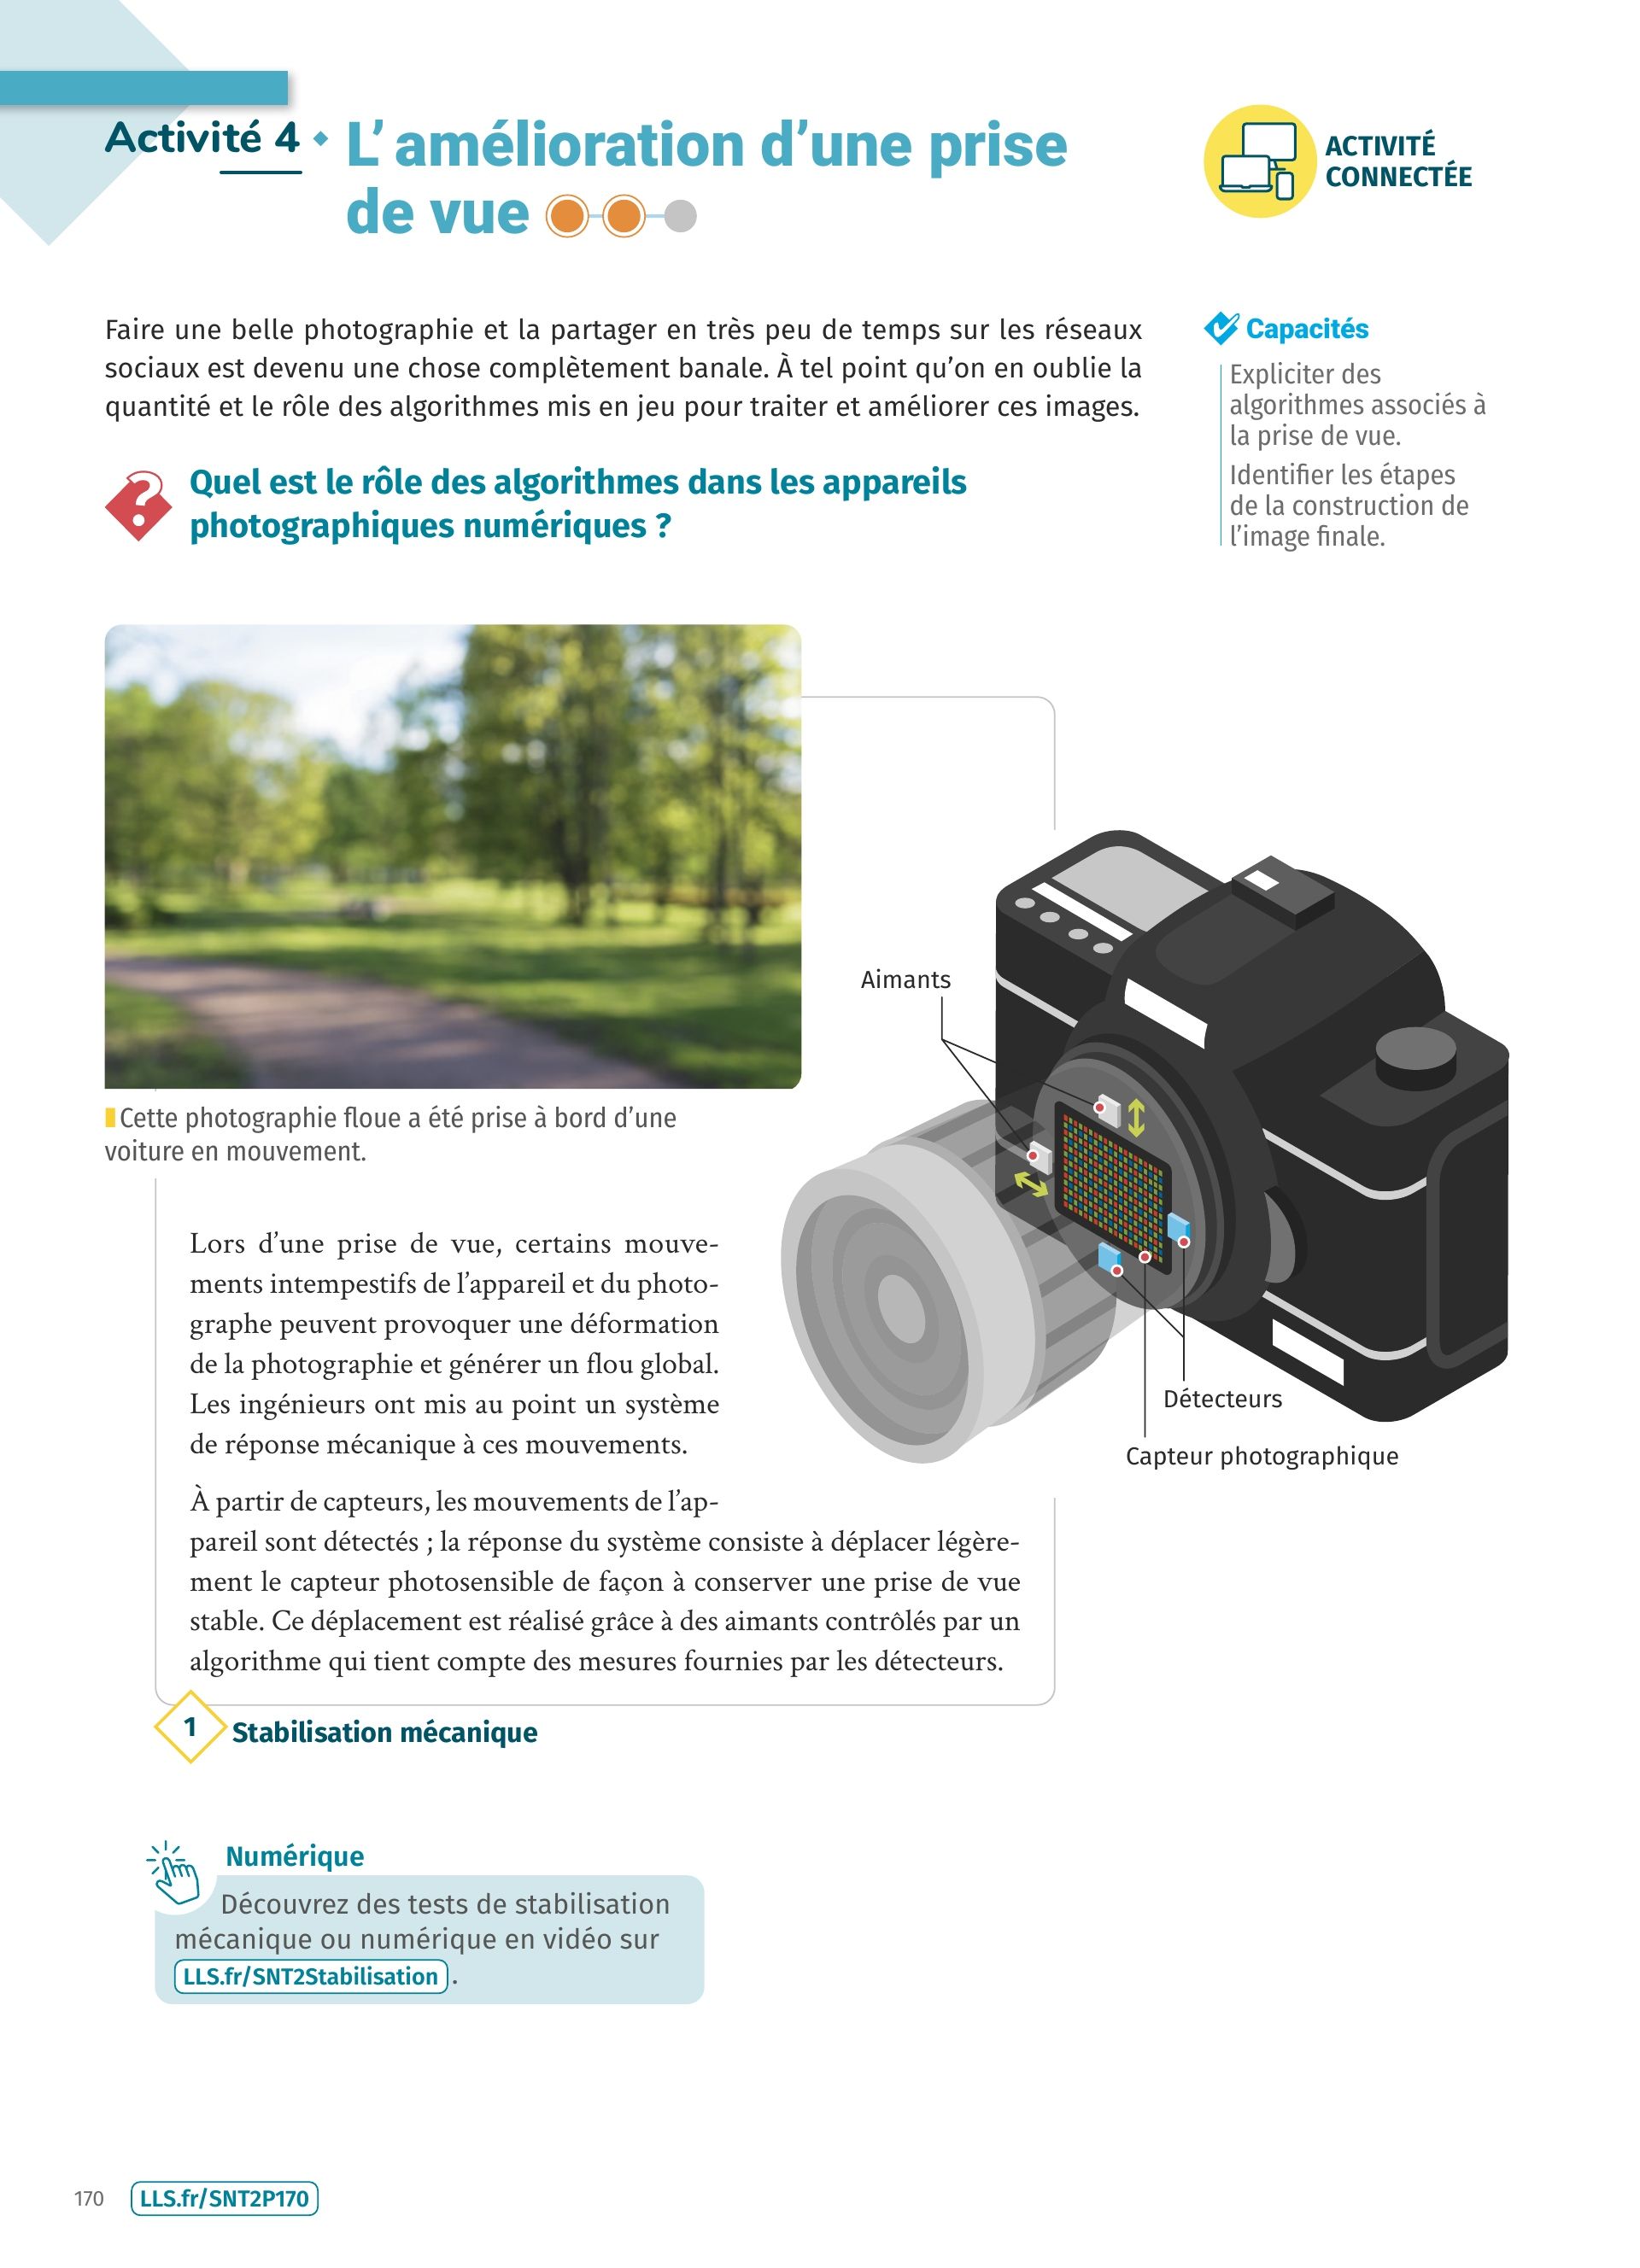 Activité 4
L’amélioration d’une prise
de vue
ACTIVITÉ
CONNECTÉE
Faire une belle photographie et la partager en très peu de temps sur les réseaux
sociaux est devenu une chose complètement banale. À tel point qu’on en oublie la
quantité et le rôle des algorithmes mis en jeu pour traiter et améliorer ces images.
Capacités
Expliciter des
algorithmes associés à
la prise de vue.
Identifier les étapes
de la construction de
l’image finale.
?
Quel est le rôle des algorithmes dans les appareils
photographiques numériques ?
Aimants
Détecteurs
Capteur photographique
Cette photographie floue a été prise à bord d’une
voiture en mouvement.
Lors d’une prise de vue, certains mouve-
ments intempestifs de l’appareil et du photo-
graphe peuvent provoquer une déformation
de la photographie et générer un flou global.
Les ingénieurs ont mis au point un système
de réponse mécanique à ces mouvements.
À partir de capteurs, les mouvements de l’ap-
pareil sont détectés ; la réponse du système consiste à déplacer légère-
ment le capteur photosensible de façon à conserver une prise de vue
stable. Ce déplacement est réalisé grâce à des aimants contrôlés par un
algorithme qui tient compte des mesures fournies par les détecteurs.
1 Stabilisation mécanique
Numérique
Découvrez des tests de stabilisation
mécanique ou numérique en vidéo sur
LLS.fr/SNT2Stabilisation .
170 LLS.fr/SNT2P170